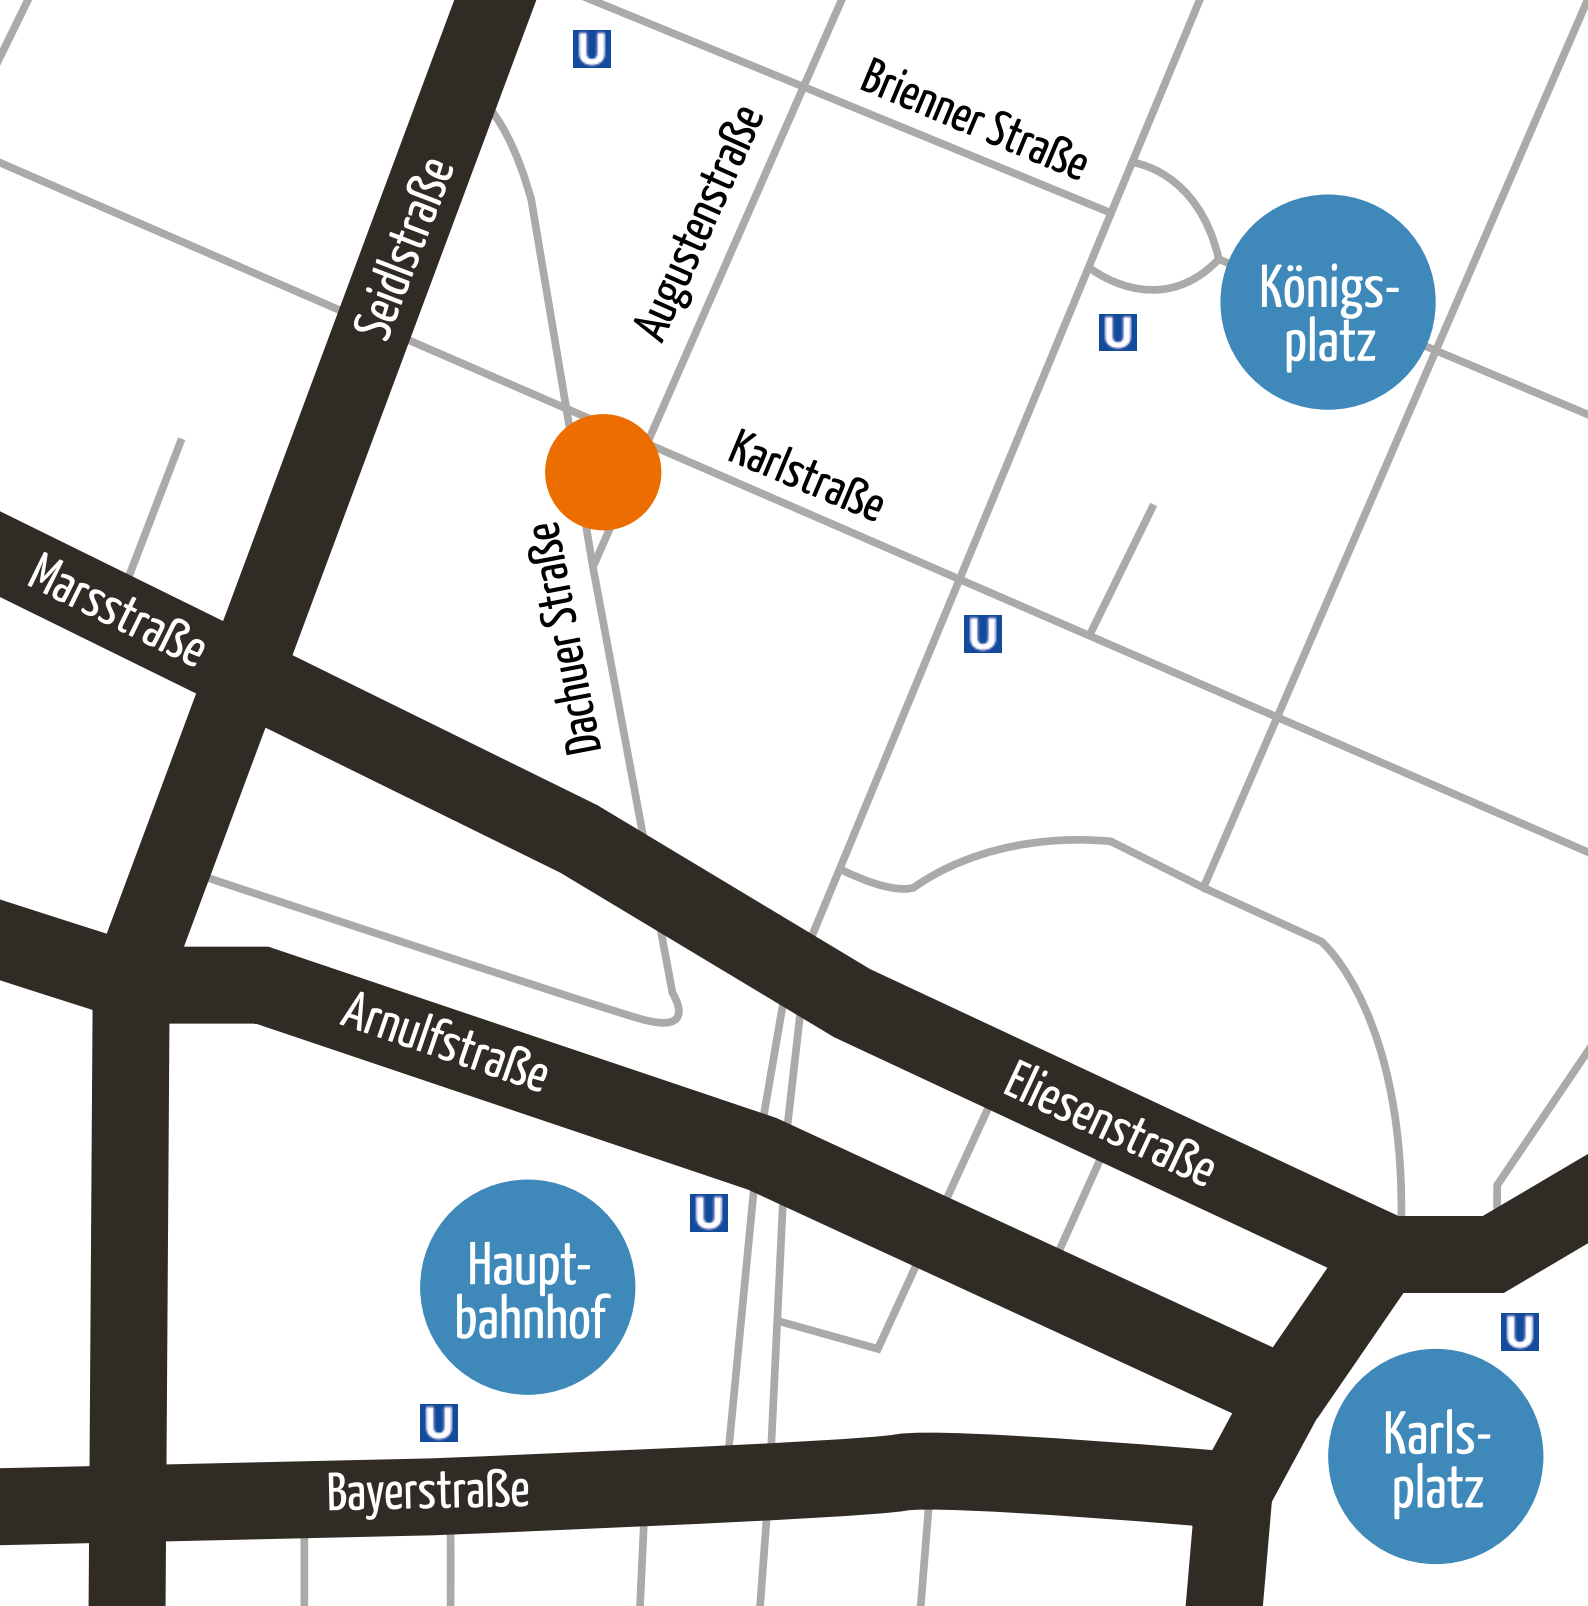 U
Brienner Straße
Augustenstraße
Seidlstraße
Königs-
platz
U
Karlstraße
Dachuer Straße
Marsstraße
U
Arnulfstraße
Eliesenstraße
U
Haupt-
bahnhof
U
Karls-
platz
U
Bayerstraße